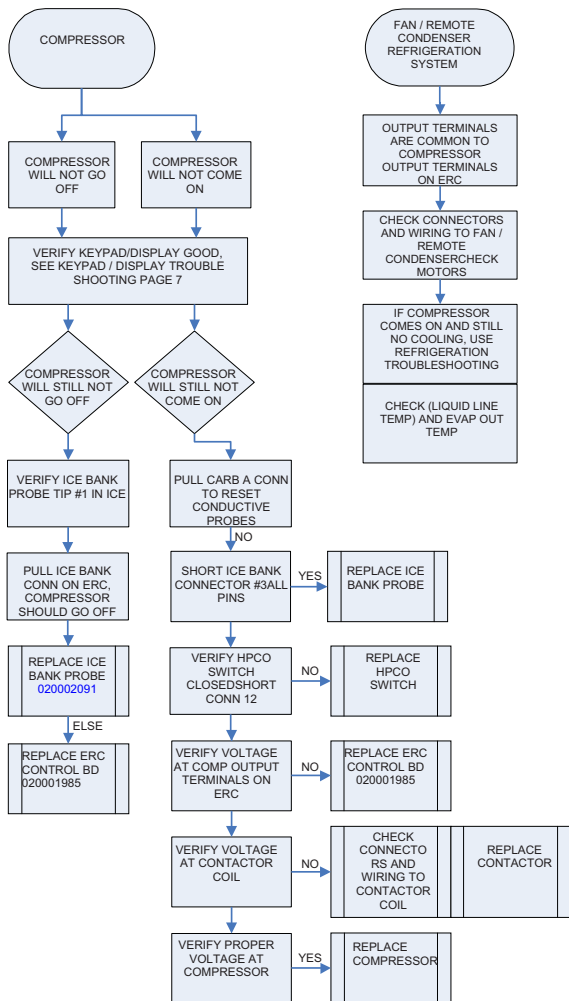 COMPRESSOR
COMPRESSOR
WILL NOT GO
OFF
COMPRESSOR
WILL NOT COME
ON
VERIFY KEYPAD/DISPLAY GOOD,
SEE KEYPAD / DISPLAY TROUBLE
SHOOTING PAGE 7
COMPRESSOR
WILL STILL NOT
GO OFF
COMPRESSOR
WILL STILL NOT
COME ON
VERIFY ICE BANK
PROBE TIP #1 IN ICE
PULL ICE BANK
CONN ON ERC,
COMPRESSOR
SHOULD GO OFF
REPLACE ICE
BANK PROBE
020002091
ELSE
REPLACE ERC
CONTROL BD
020001985
PULL CARB A CONN
TO RESET
CONDUCTIVE
PROBES
NO
SHORT ICE BANK
CONNECTOR #3ALL
PINS
YES
REPLACE ICE
BANK PROBE
VERIFY HPCO
SWITCH
CLOSEDSHORT
CONN 12
NO
REPLACE
HPCO
SWITCH
VERIFY VOLTAGE
AT COMP OUTPUT
TERMINALS ON
ERC
NO
REPLACE ERC
CONTROL BD
020001985
VERIFY VOLTAGE
AT CONTACTOR
COIL
NO
CHECK
CONNECTO
RS AND
WIRING TO
CONTACTOR
COIL
REPLACE
CONTACTOR
VERIFY PROPER
VOLTAGE AT
COMPRESSOR
YES
REPLACE
COMPRESSOR
FAN / REMOTE
CONDENSER
REFRIGERATION
SYSTEM
OUTPUT TERMINALS
ARE COMMON TO
COMPRESSOR
OUTPUT TERMINALS
ON ERC
CHECK CONNECTORS
AND WIRING TO FAN /
REMOTE
CONDENSERCHECK
MOTORS
IF COMPRESSOR
COMES ON AND STILL
NO COOLING, USE
REFRIGERATION
TROUBLESHOOTING
CHECK (LIQUID LINE
TEMP) AND EVAP OUT
TEMP